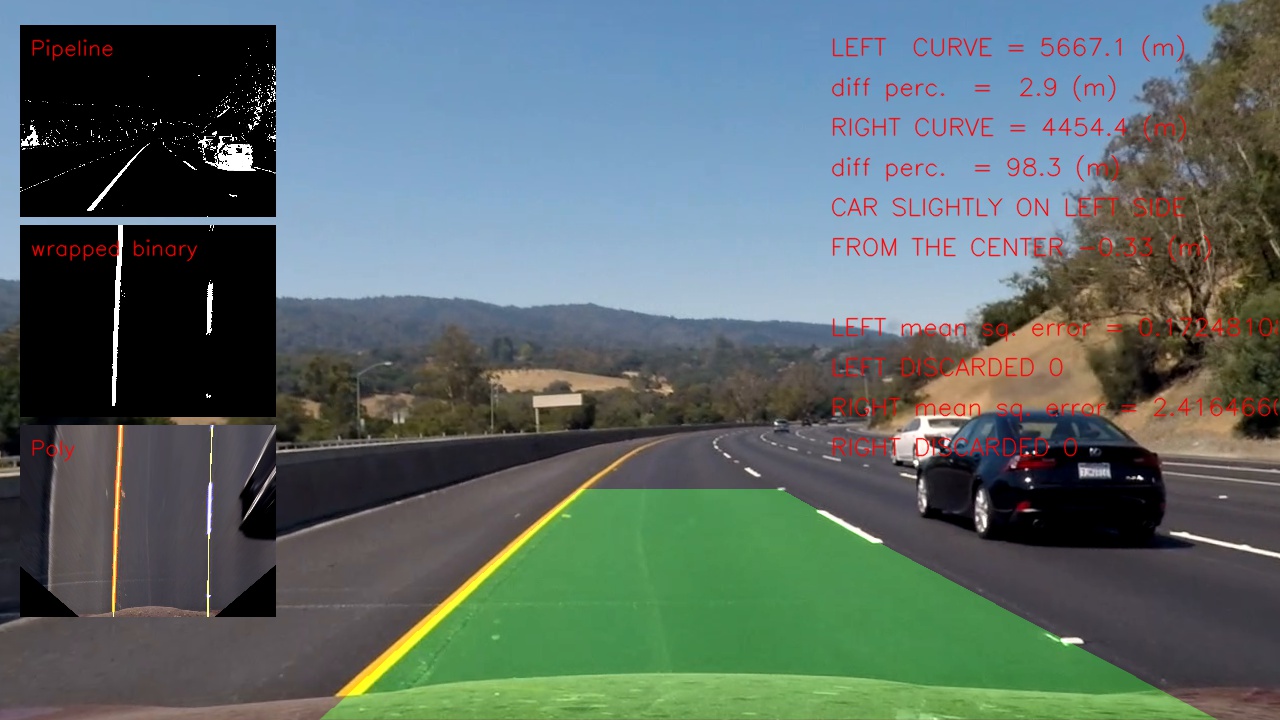 Pipeline
wrapped binary
Poly
LEFT CURVE = 5667.1 (m)
diff perc. = 2.9 (m)
RIGHT CURVE = 4454.4 (m)
diff perc. = 98.3 (m)
CAR SLIGHTLY ON LEFT SIDE
FROM THE CENTER -0.33 (m)
LEFT mean sq. error = 0.1724810
LEFT DISCARDED 0
RIGHT mean sq. error = 2.416466
RIGHT DISCARDED 0